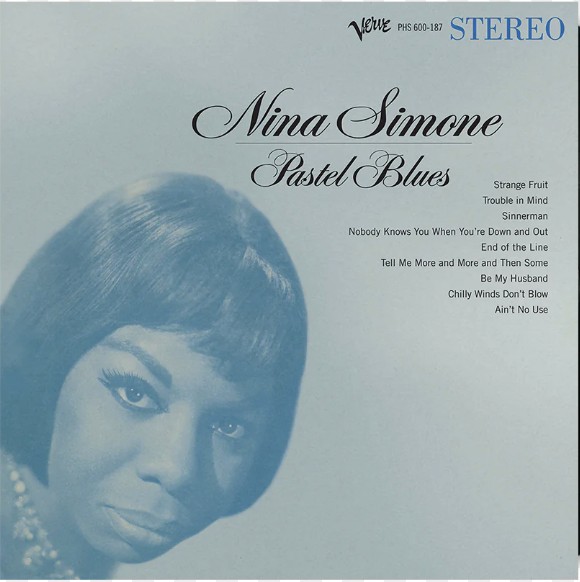 Verve PHS 600-187 STEREO
Nina Simone
Pastel Blues
Strange Fruit
Trouble in Mind
Sinnerman
Nobody Knows You When You're Down and Out
End of the Line
Tell Me More and More and Then Some
Be My Husband
Chilly Winds Don't Blow
Ain't No Use